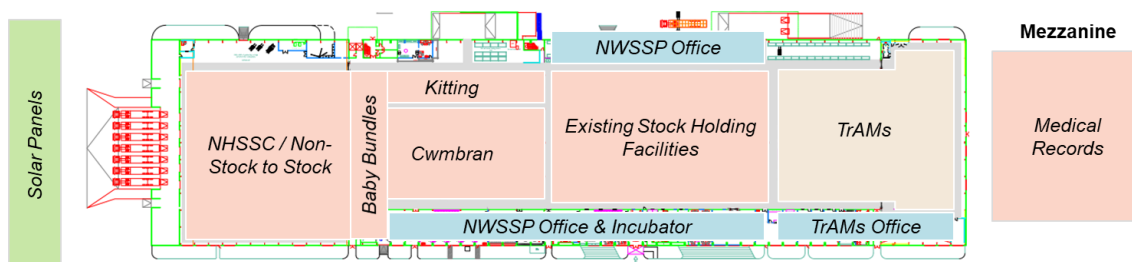 Solar Panels
NHSSC / Non-
Stock to Stock
Baby Bundles
Kitting
Cwmbran
NWSSP Office
Existing Stock Holding
Facilities
TrAMs
NWSSP Office & Incubator
TrAMs Office
Mezzanine
Medical
Records